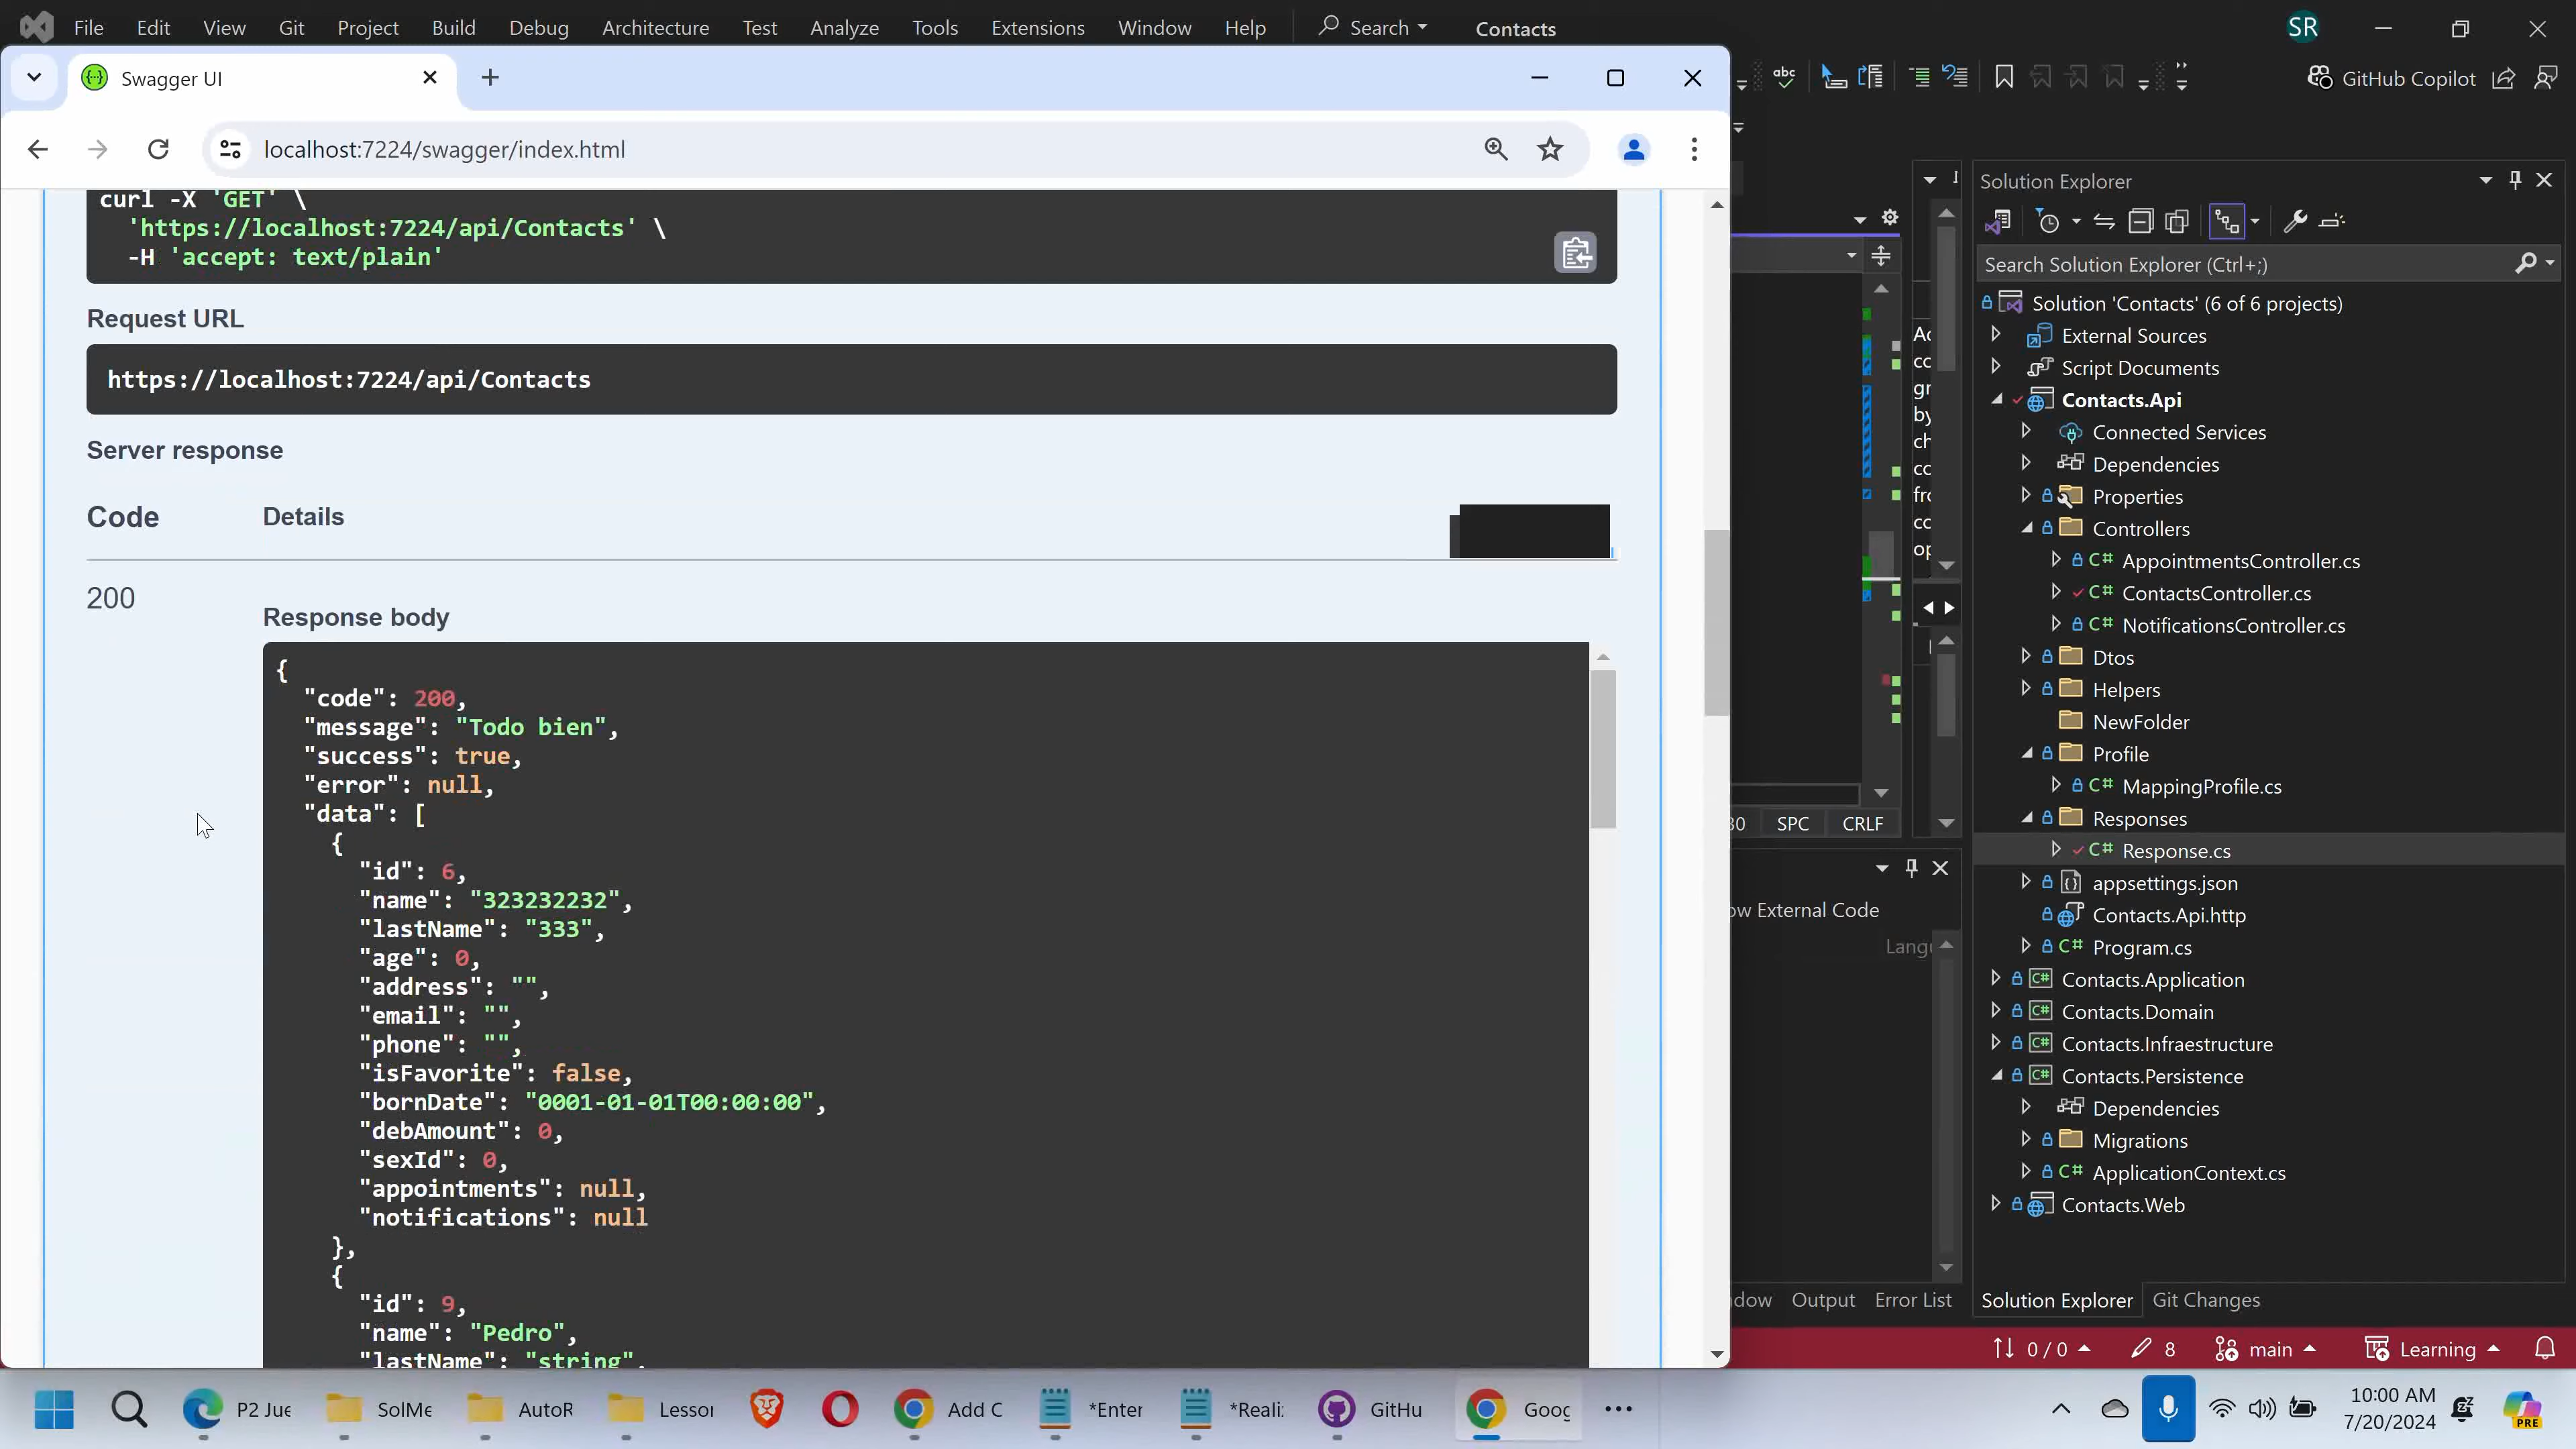 File Edit View Git Project Build Debug Architecture Test Analyze Tools Extensions Window Help Search Contacts SR
Swagger UI
GitHub Copilot
localhost:7224/swagger/index.html
curl -X 'GET' \
'https://localhost:7224/api/Contacts' \
-H 'accept: text/plain'
Request URL
https://localhost:7224/api/Contacts
Server response
Code Details
200
Response body
{
"code": 200,
"message": "Todo bien",
"success": true,
"error": null,
"data": [
{
"id": 6,
"name": "323232232",
"lastName": "333",
"age": 0,
"address": "",
"email": "",
"phone": "",
"isFavorite": false,
"bornDate": "0001-01-01T00:00:00",
"debAmount": 0,
"sexId": 0,
"appointments": null,
"notifications": null
},
{
"id": 9,
"name": "Pedro",
"lastName": "string",
SPC CRLF
External Code
Solution Explorer
Search Solution Explorer (Ctrl+;)
Solution 'Contacts' (6 of 6 projects)
External Sources
Script Documents
Contacts.Api
Connected Services
Dependencies
Properties
Controllers
AppointmentsController.cs
ContactsController.cs
NotificationsController.cs
Dtos
Helpers
NewFolder
Profile
MappingProfile.cs
Responses
Response.cs
appsettings.json
Contacts.Api.http
Program.cs
Contacts.Application
Contacts.Domain
Contacts.Infraestructure
Contacts.Persistence
Dependencies
Migrations
ApplicationContext.cs
Contacts.Web
Output Error List Solution Explorer Git Changes
0 / 0 8 main Learning
P2 Jue SolMe AutoR Lessor Add C *Enter *Realiz GitHu Goog
10:00 AM
7/20/2024
PRE